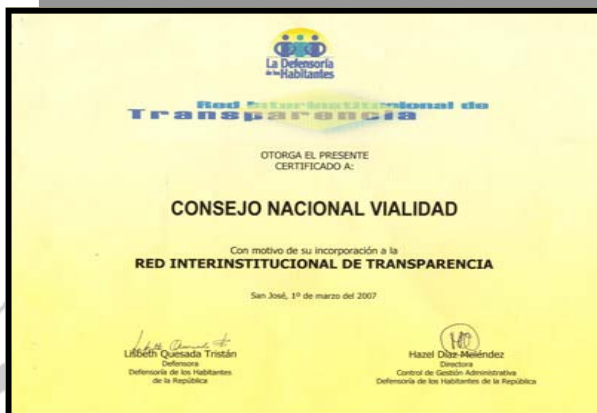 La Defensoría
de los Habitantes
Red Interinstitucional de
Transparencia
OTORGA EL PRESENTE
CERTIFICADO A:
CONSEJO NACIONAL VIALIDAD
Con motivo de su incorporación a la
RED INTERINSTITUCIONAL DE TRANSPARENCIA
San José, 1º de marzo del 2007
Lisbeth Quesada Tristán
Defensora
Defensoría de los Habitantes
de la República
Hazel Díaz Meléndez
Directora
Control de Gestión Administrativa
Defensoría de los Habitantes de la República